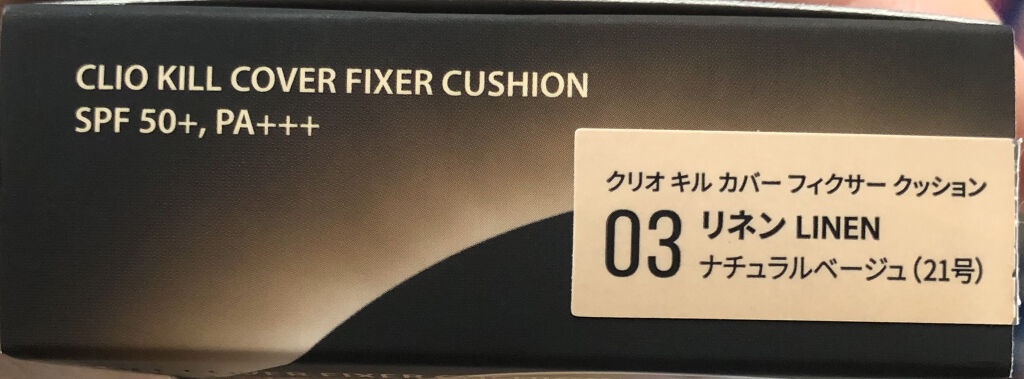 CLIO KILL COVER FIXER CUSHION
SPF 50+, PA+++
クリオ キル カバー フィクサー クッション
03 リネン LINEN
ナチュラルベージュ(21号)